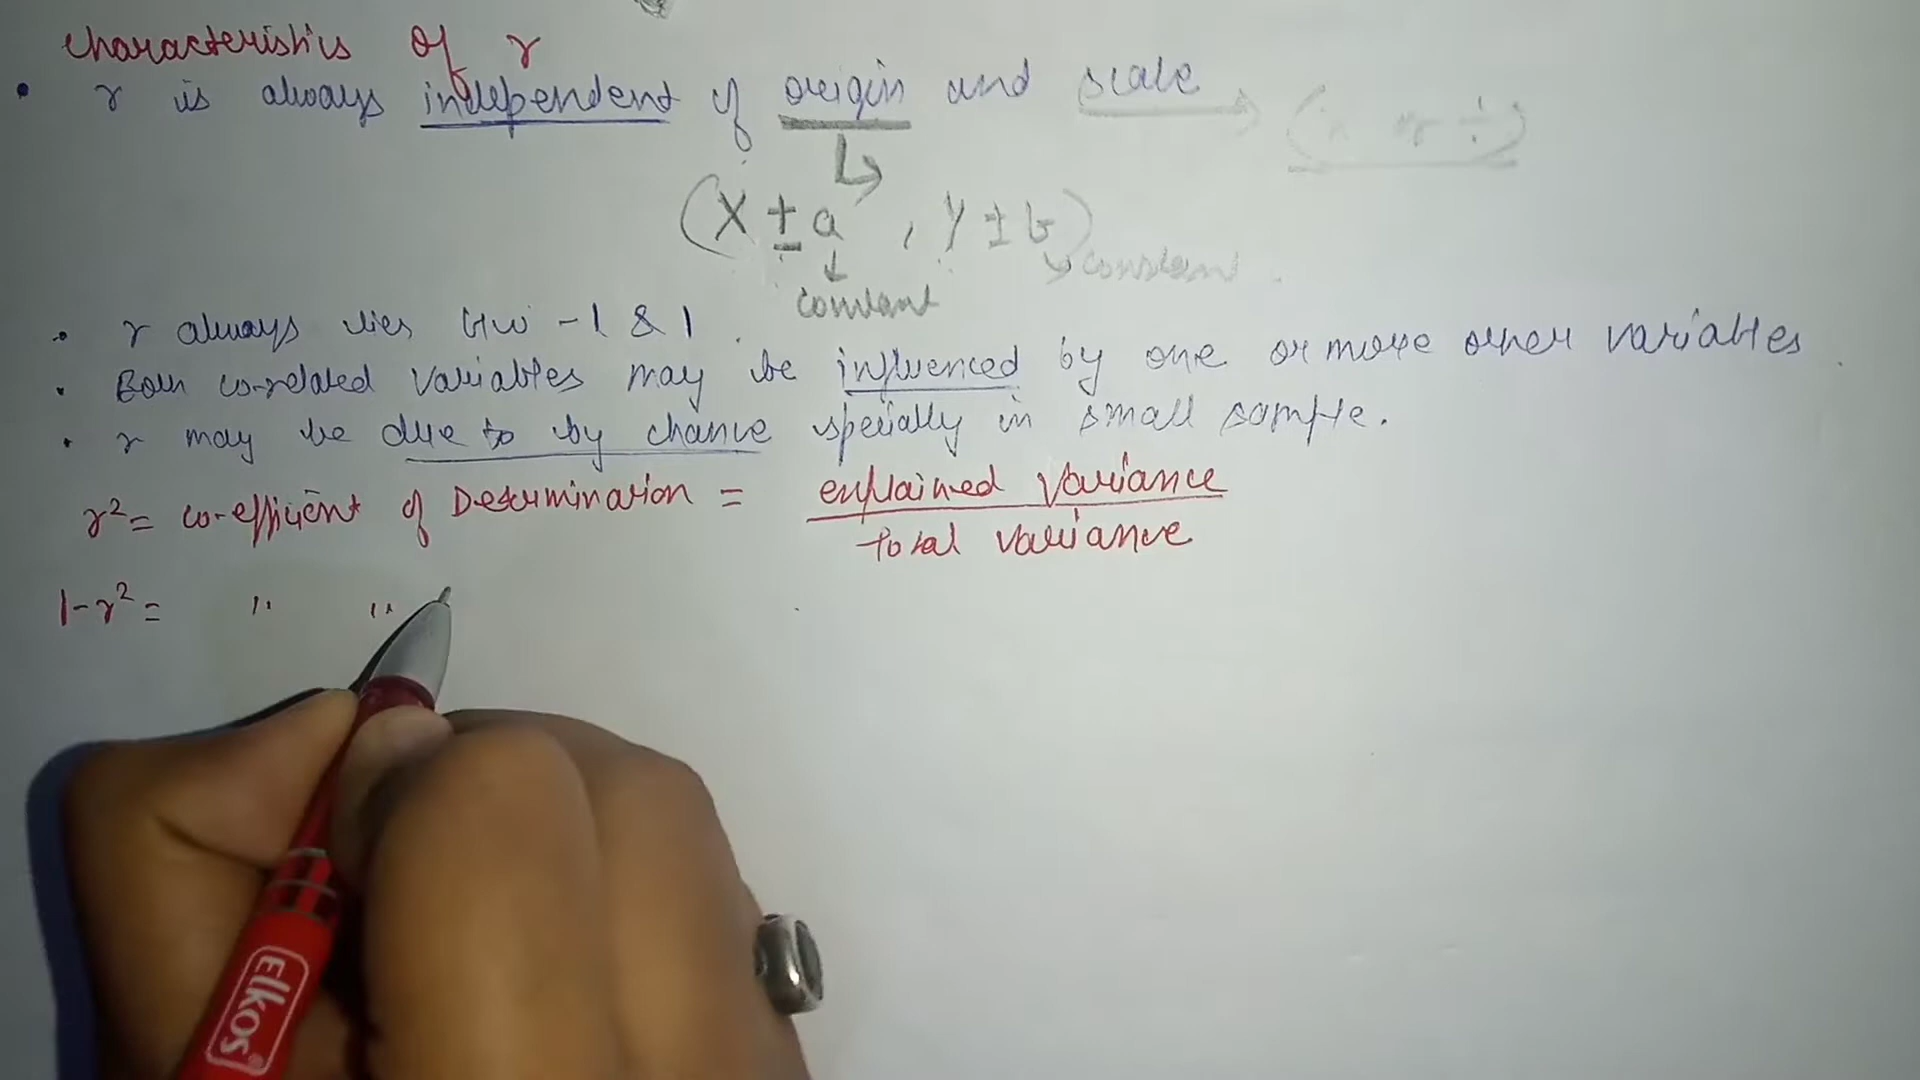 characteristics of r
• r is always independent of origin and scale → (× or ÷)
(X ± a , Y ± b)
constant
constant
• r always lies btw -1 & 1.
• Both co-related variables may be influenced by one or more other variables.
• r may be due to by chance specially in small sample.
r² = co-efficient of Determination = explained variance
total variance
1-r² = " "
Elkos